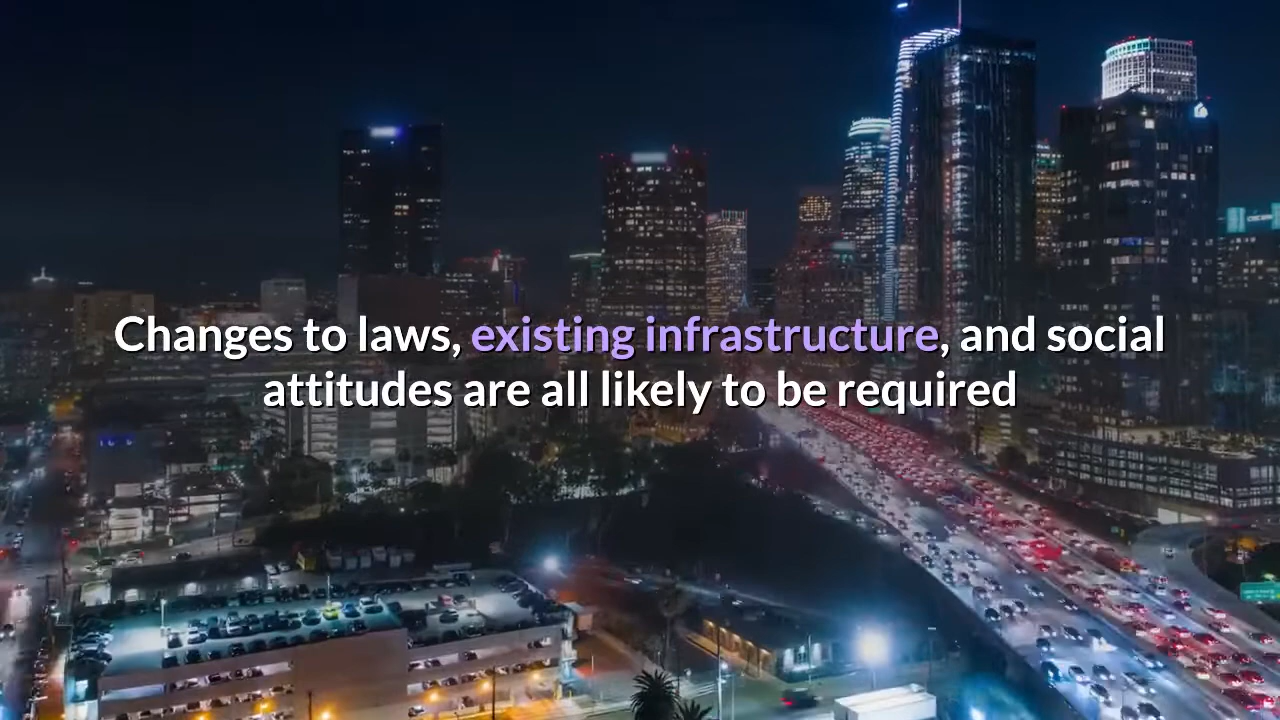 Changes to laws, existing infrastructure, and social
attitudes are all likely to be required